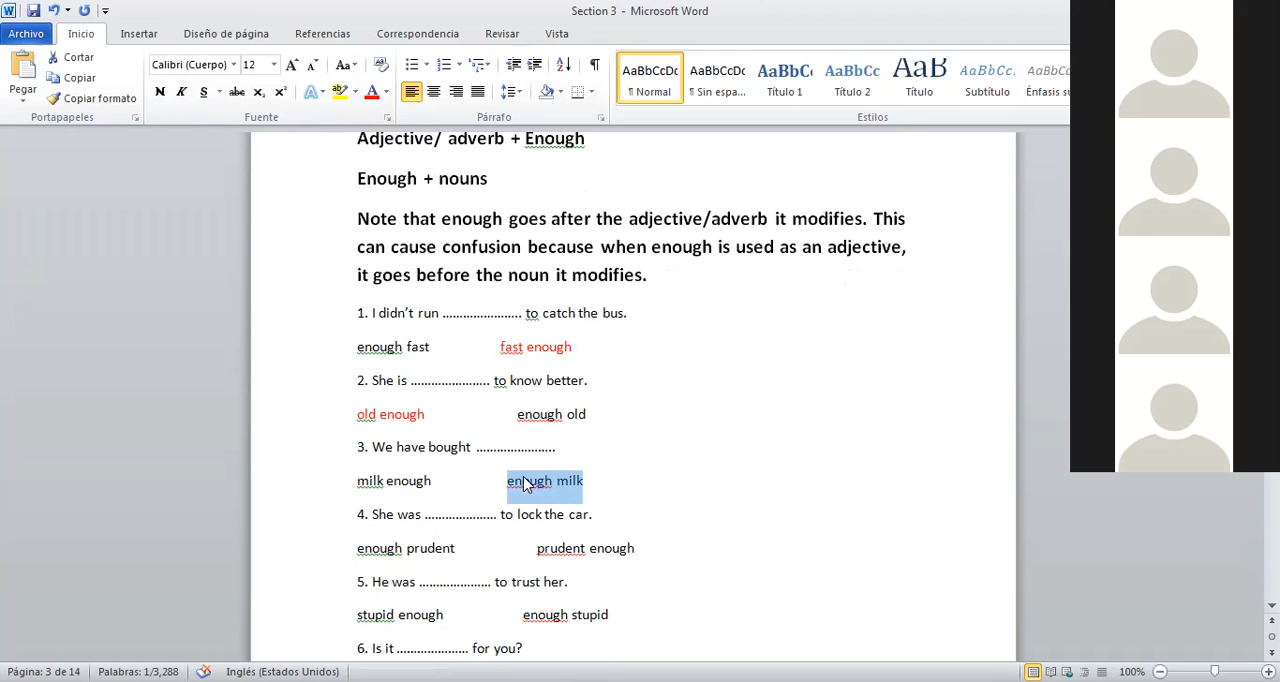 Section 3 - Microsoft Word
Archivo Inicio Insertar Diseño de página Referencias Correspondencia Revisar Vista
Cortar
Copiar
Copiar formato
Pegar
Calibri (Cuerpo) 12
AaBbCcDc AaBbCcDc AaBbC AaBbCc AaB AaBbCc. AaBbCc
¶ Normal ¶ Sin espa... Título 1 Título 2 Título Subtítulo Énfasis su
Portapapeles Fuente Párrafo Estilos
Adjective/ adverb + Enough
Enough + nouns
Note that enough goes after the adjective/adverb it modifies. This
can cause confusion because when enough is used as an adjective,
it goes before the noun it modifies.
1. I didn't run ………………….. to catch the bus.
enough fast fast enough
2. She is ………………….. to know better.
old enough enough old
3. We have bought …………………..
milk enough enough milk
4. She was ………………… to lock the car.
enough prudent prudent enough
5. He was ………………… to trust her.
stupid enough enough stupid
6. Is it ………………… for you?
Página: 3 de 14 Palabras: 1/3,288 Inglés (Estados Unidos) 100%